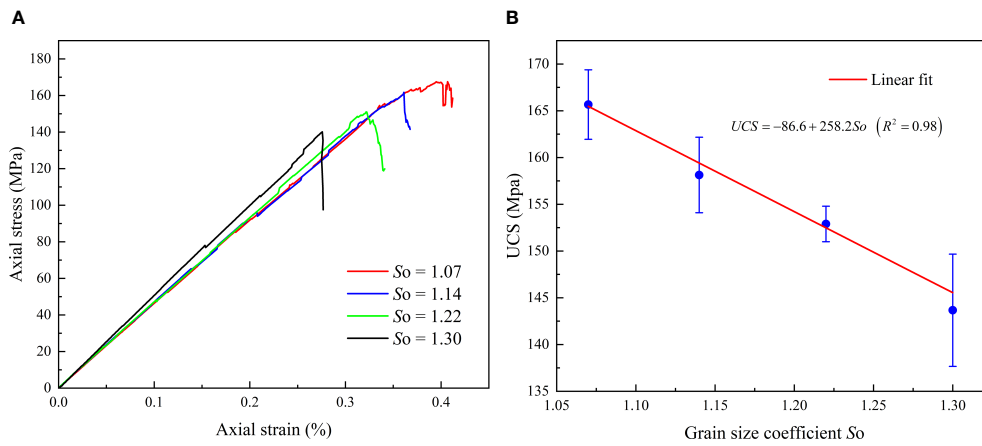 A
Axial stress (MPa)
180
160
140
120
100
80
60
40
20
0
0.0
0.1
0.2
0.3
0.4
Axial strain (%)
So = 1.07
So = 1.14
So = 1.22
So = 1.30
B
UCS (Mpa)
170
165
160
155
150
145
140
135
1.05
1.10
1.15
1.20
1.25
1.30
Grain size coefficient So
Linear fit
UCS = −86.6 + 258.2So (R² = 0.98)